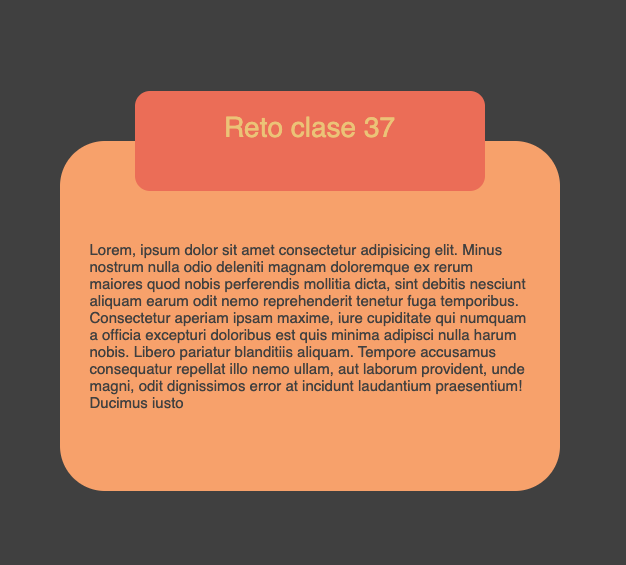 Reto clase 37
Lorem, ipsum dolor sit amet consectetur adipisicing elit. Minus
nostrum nulla odio deleniti magnam doloremque ex rerum
maiores quod nobis perferendis mollitia dicta, sint debitis nesciunt
aliquam earum odit nemo reprehenderit tenetur fuga temporibus.
Consectetur aperiam ipsam maxime, iure cupiditate qui numquam
a officia excepturi doloribus est quis minima adipisci nulla harum
nobis. Libero pariatur blanditiis aliquam. Tempore accusamus
consequatur repellat illo nemo ullam, aut laborum provident, unde
magni, odit dignissimos error at incidunt laudantium praesentium!
Ducimus iusto